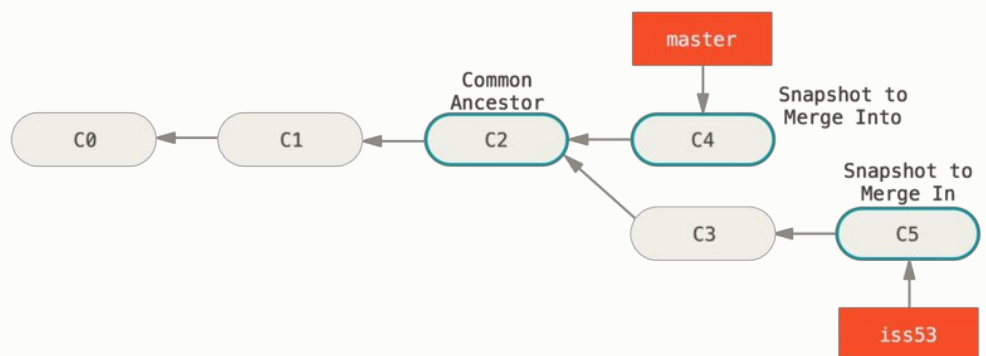 master
Common
Ancestor
Snapshot to
Merge Into
C0
C1
C2
C4
Snapshot to
Merge In
C3
C5
iss53